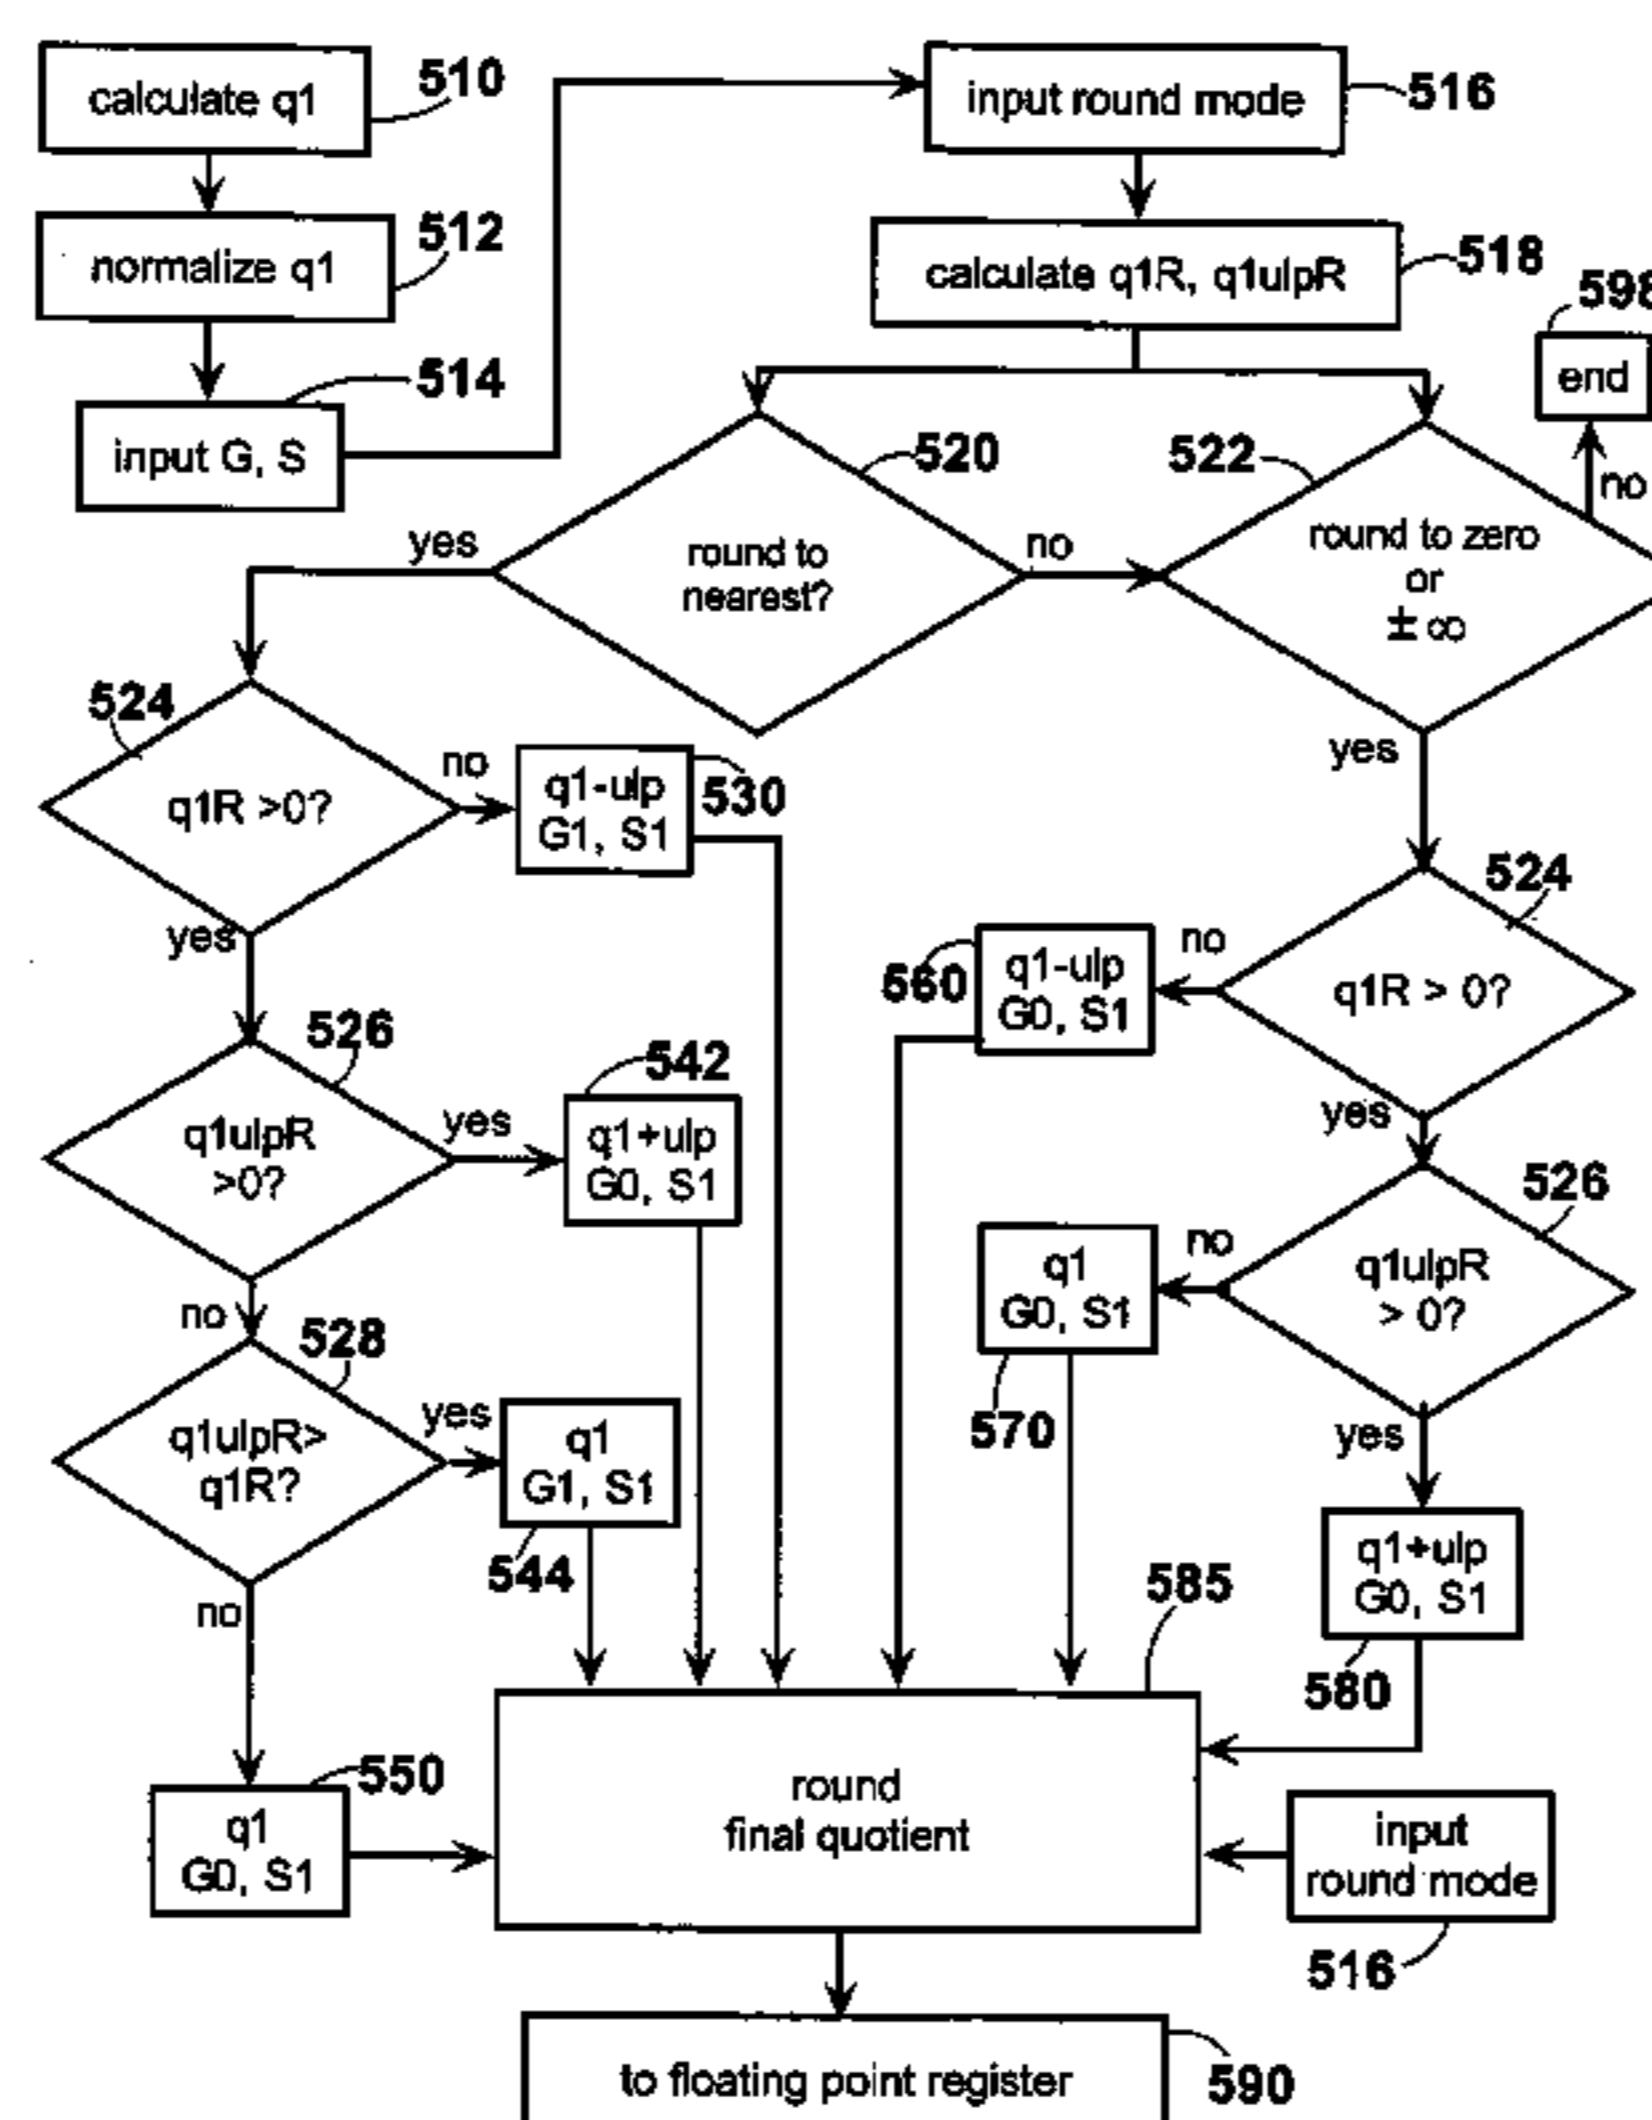 calculate q1
510
input round mode
516
normalize q1
512
calculate q1R, q1ulpR
518
598
end
no
input G, S
514
520
522
yes
round to
nearest?
no
round to zero
or
± ∞
yes
524
q1R >0?
no
q1-ulp
G1, S1
530
yes
524
q1R > 0?
no
q1-ulp
G0, S1
560
yes
526
q1ulpR
>0?
yes
542
q1+ulp
G0, S1
no
526
q1ulpR
> 0?
no
q1
G0, S1
570
yes
528
q1ulpR>
q1R?
yes
q1
G1, S1
544
no
q1+ulp
G0, S1
580
585
round
final quotient
550
q1
G0, S1
input
round mode
516
to floating point register
590